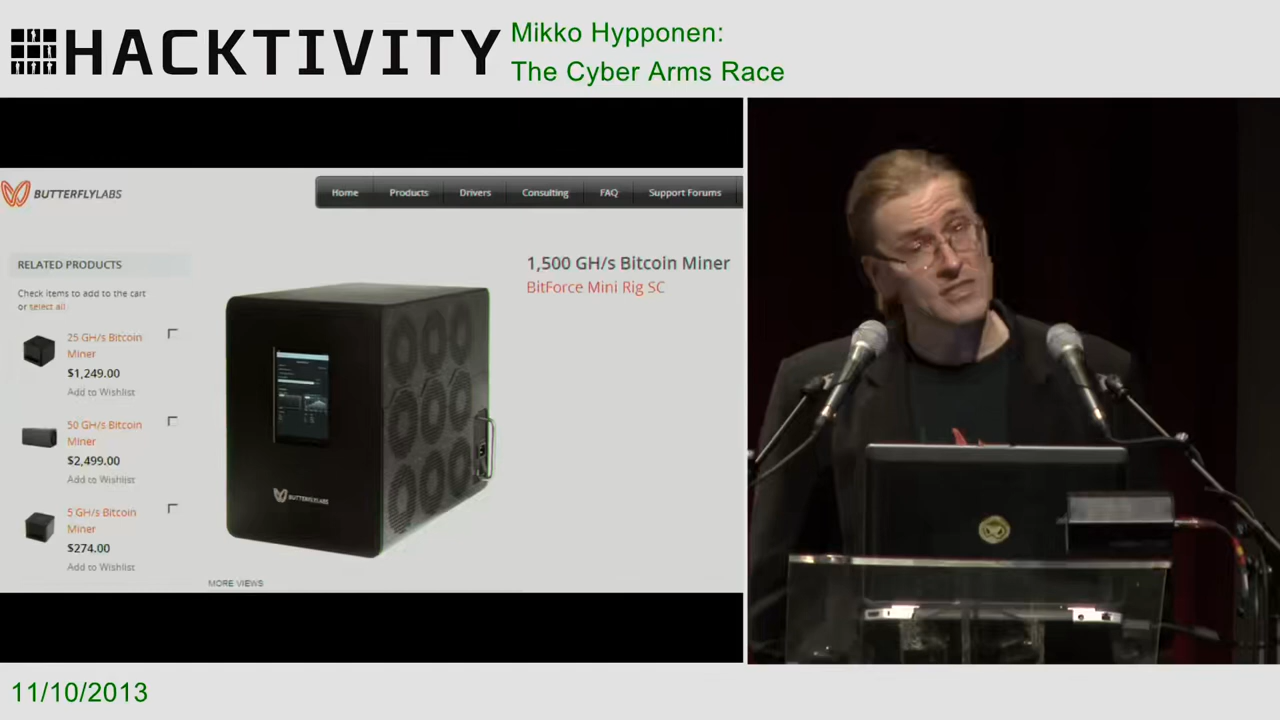 HACKTIVITY
Mikko Hypponen:
The Cyber Arms Race
BUTTERFLYLABS
Home
Products
Drivers
Consulting
FAQ
Support Forums
RELATED PRODUCTS
Check items to add to the cart
or select all
25 GH/s Bitcoin
Miner
$1,249.00
Add to Wishlist
50 GH/s Bitcoin
Miner
$2,499.00
Add to Wishlist
5 GH/s Bitcoin
Miner
$274.00
Add to Wishlist
1,500 GH/s Bitcoin Miner
BitForce Mini Rig SC
BUTTERFLYLABS
MORE VIEWS
11/10/2013